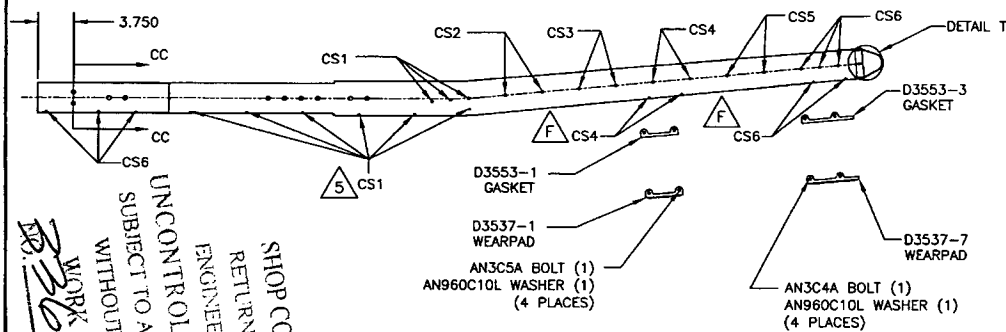 3.750
CC
CC
CS6
CS1
5
CS1
CS2
CS3
CS4
CS5
CS6
DETAIL T
F
CS4
F
CS6
D3553-1
GASKET
D3553-3
GASKET
D3537-1
WEARPAD
D3537-7
WEARPAD
AN3C5A BOLT (1)
AN960C10L WASHER (1)
(4 PLACES)
AN3C4A BOLT (1)
AN960C10L WASHER (1)
(4 PLACES)
SHOP CO
RETURN
ENGINEE
UNCONTROL
SUBJECT TO A
WITHOUT
WORK
NO.